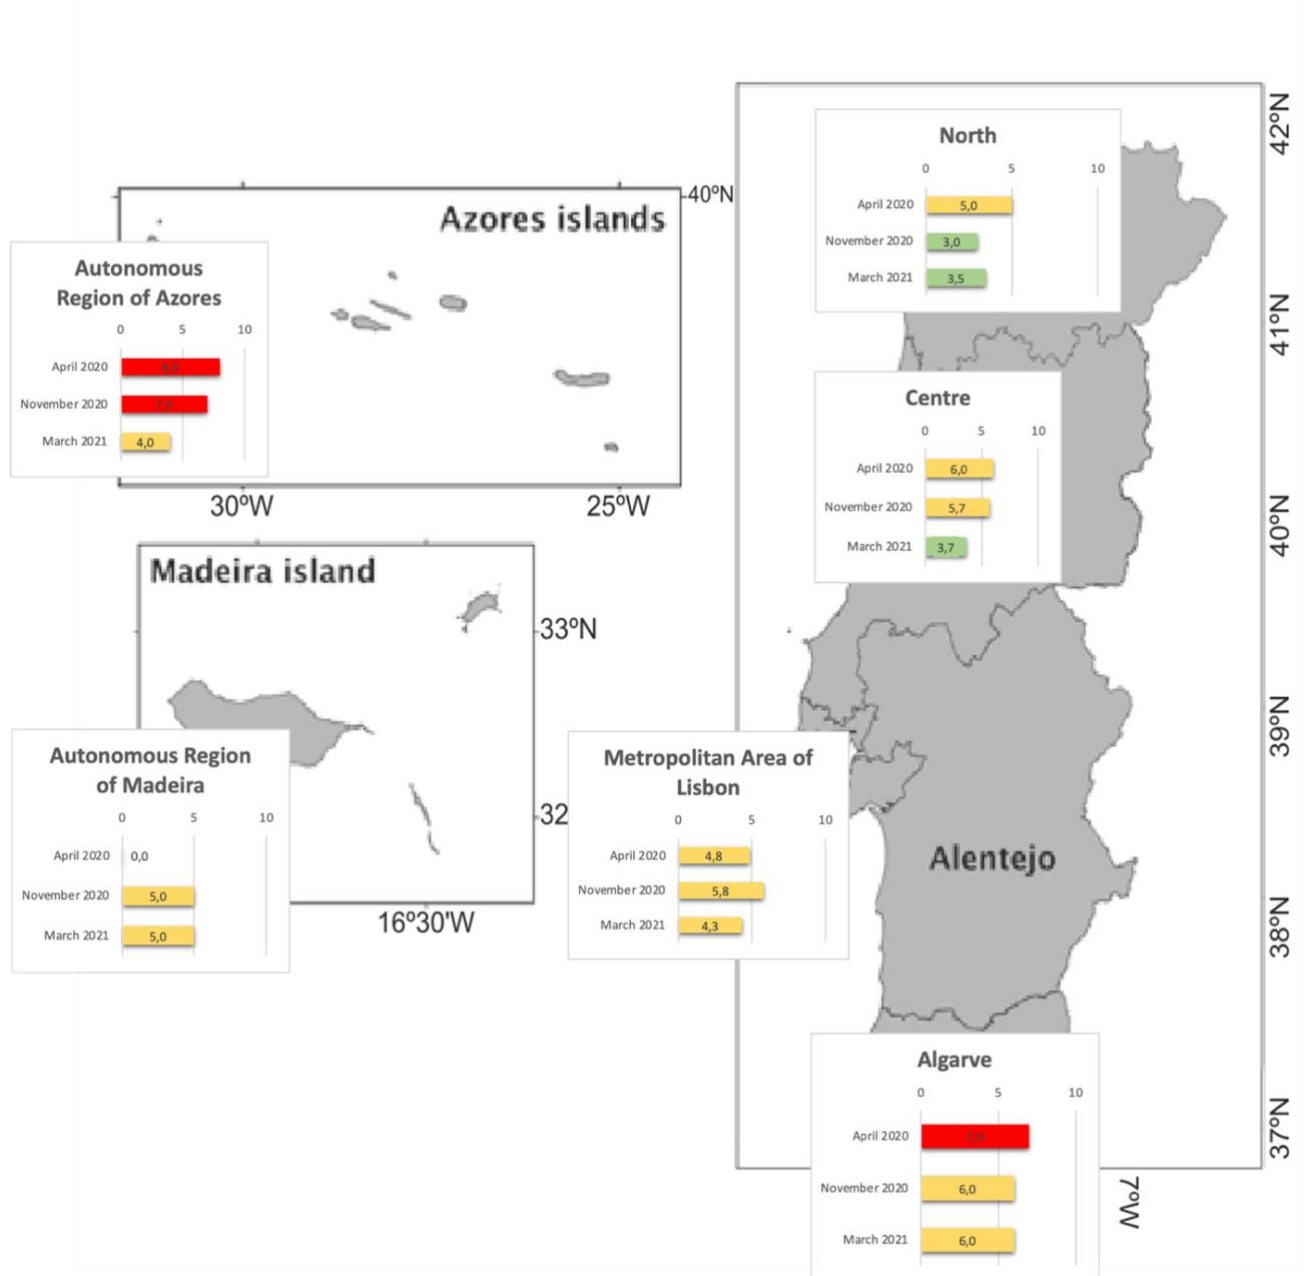 42ºN
North
0 5 10
April 2020 5,0
November 2020 3,0
March 2021 3,5
40ºN
Azores islands
Autonomous
Region of Azores
0 5 10
April 2020 8,0
November 2020 7,0
March 2021 4,0
30ºW 25ºW
41ºN
Centre
0 5 10
April 2020 6,0
November 2020 5,7
March 2021 3,7
40ºN
Madeira island
33ºN
32
16º30'W
Autonomous Region
of Madeira
0 5 10
April 2020 0,0
November 2020 5,0
March 2021 5,0
39ºN
Metropolitan Area of
Lisbon
0 5 10
April 2020 4,8
November 2020 5,8
March 2021 4,3
Alentejo
38ºN
Algarve
0 5 10
April 2020 7,0
November 2020 6,0
March 2021 6,0
37ºN
7ºW